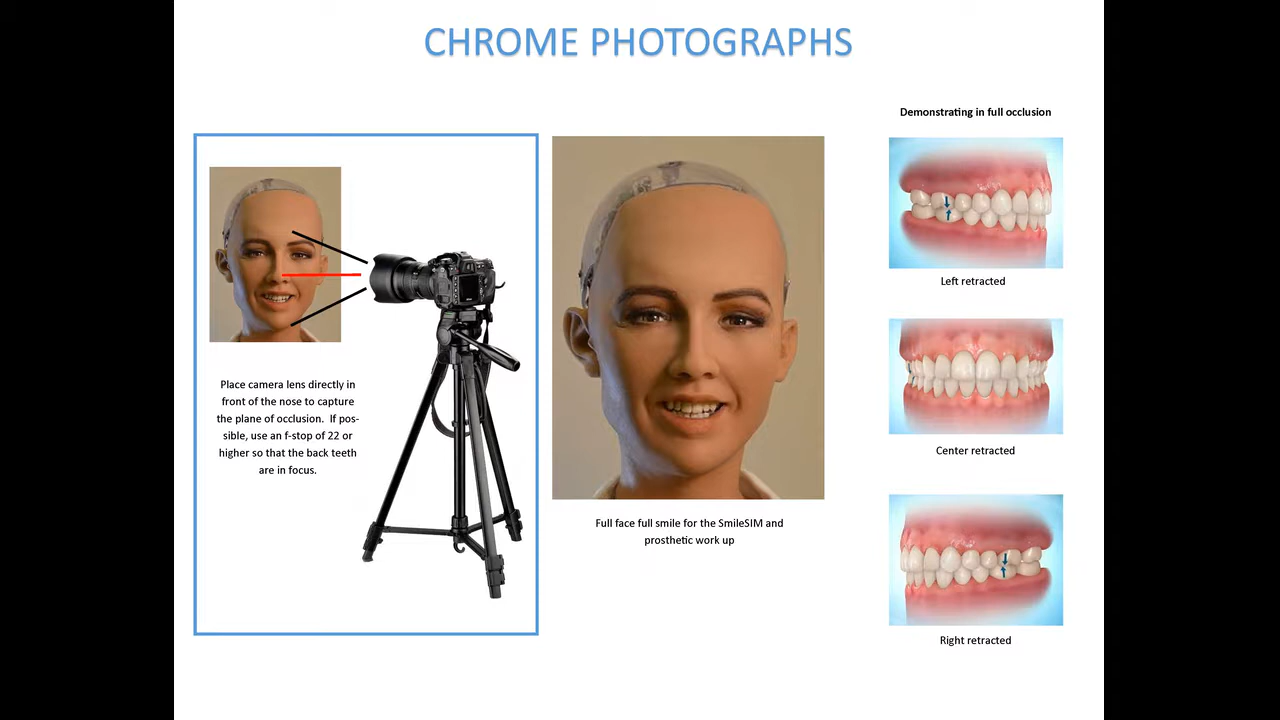 CHROME PHOTOGRAPHS
Place camera lens directly in
front of the nose to capture
the plane of occlusion. If pos-
sible, use an f-stop of 22 or
higher so that the back teeth
are in focus.
Full face full smile for the SmileSIM and
prosthetic work up
Demonstrating in full occlusion
Left retracted
Center retracted
Right retracted